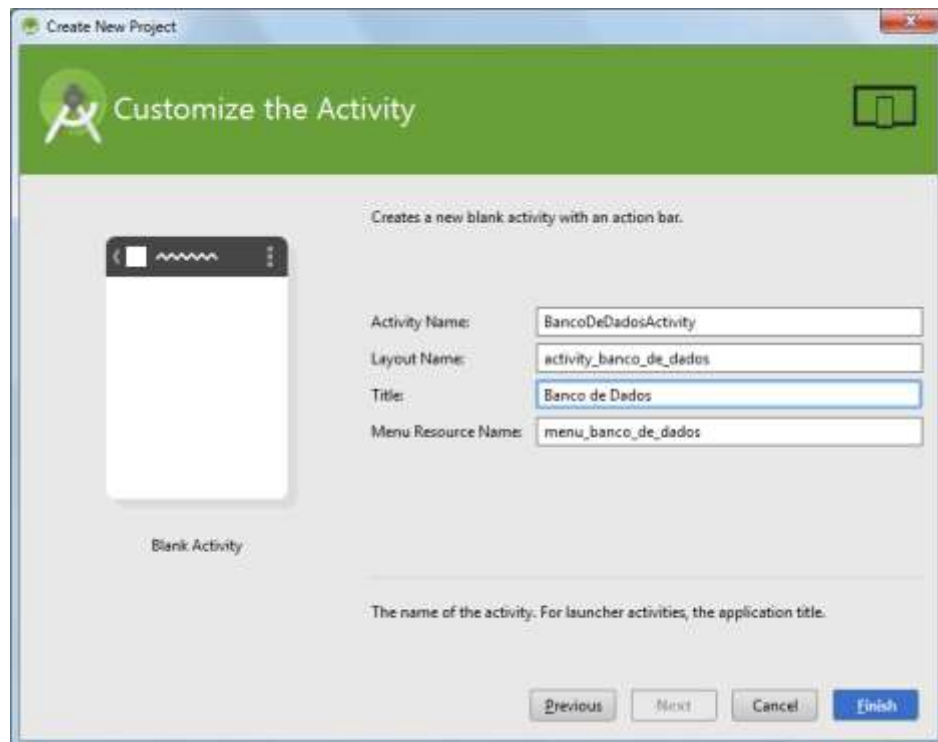 Create New Project
Customize the Activity
Creates a new blank activity with an action bar.
Activity Name: BancoDeDadosActivity
Layout Name: activity_banco_de_dados
Title: Banco de Dados
Menu Resource Name: menu_banco_de_dados
Blank Activity
The name of the activity. For launcher activities, the application title.
Previous Next Cancel Finish